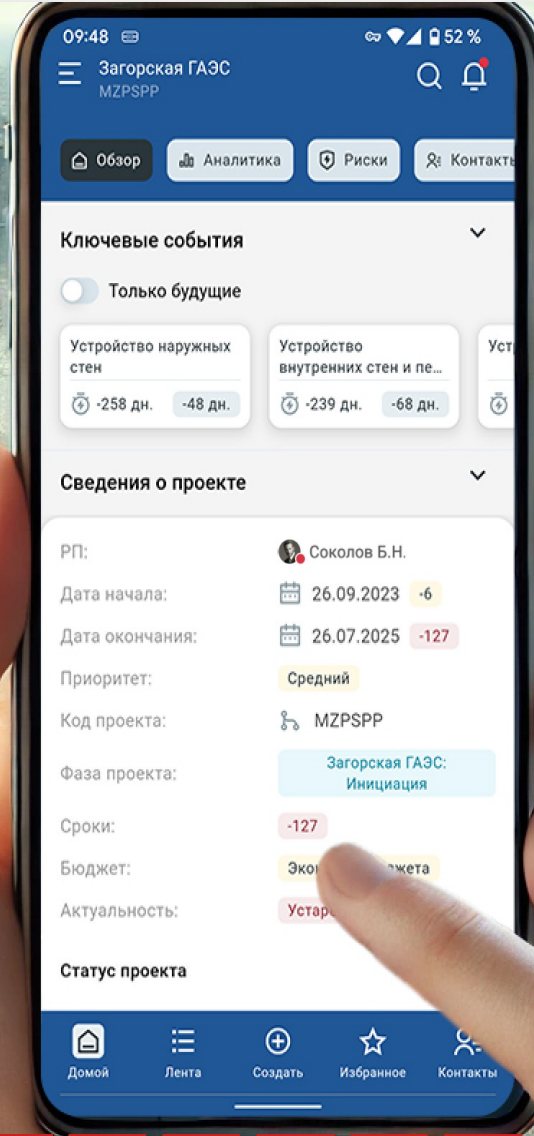 09:48
52 %
Загорская ГАЭС
MZPSPP
Обзор
Аналитика
Риски
Ключевые события
Только будущие
Устройство наружных
стен
-258 дн.
-48 дн.
Устройство
внутренних стен и пе...
-239 дн.
-68 дн.
Сведения о проекте
РП:
Соколов Б.Н.
Дата начала:
26.09.2023
-6
Дата окончания:
26.07.2025
-127
Приоритет:
Средний
Код проекта:
MZPSPP
Фаза проекта:
Загорская ГАЭС:
Инициация
Сроки:
-127
Бюджет:
Актуальность:
Статус проекта
Домой
Лента
Создать
Избранное
Контакты